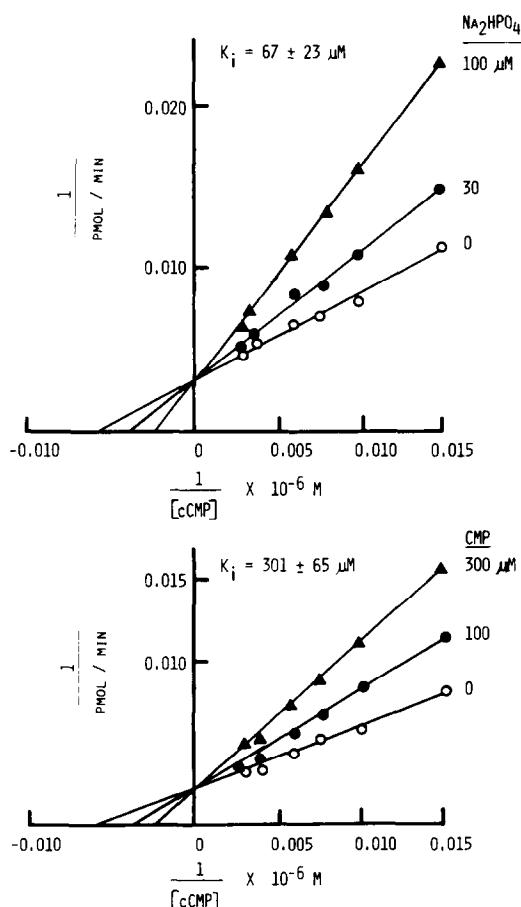 Na2HPO4
Ki = 67 ± 23 µM
100 µM
0.020
30
1
PMOL / MIN
0
0.010
-0.010
0
0.005
0.010
0.015
1
[cCMP]
X 10-6 M
CMP
Ki = 301 ± 65 µM
300 µM
0.015
100
1
PMOL / MIN
0.010
0
-0.010
0
0.005
0.010
0.015
1
[cCMP]
X 10-6 M